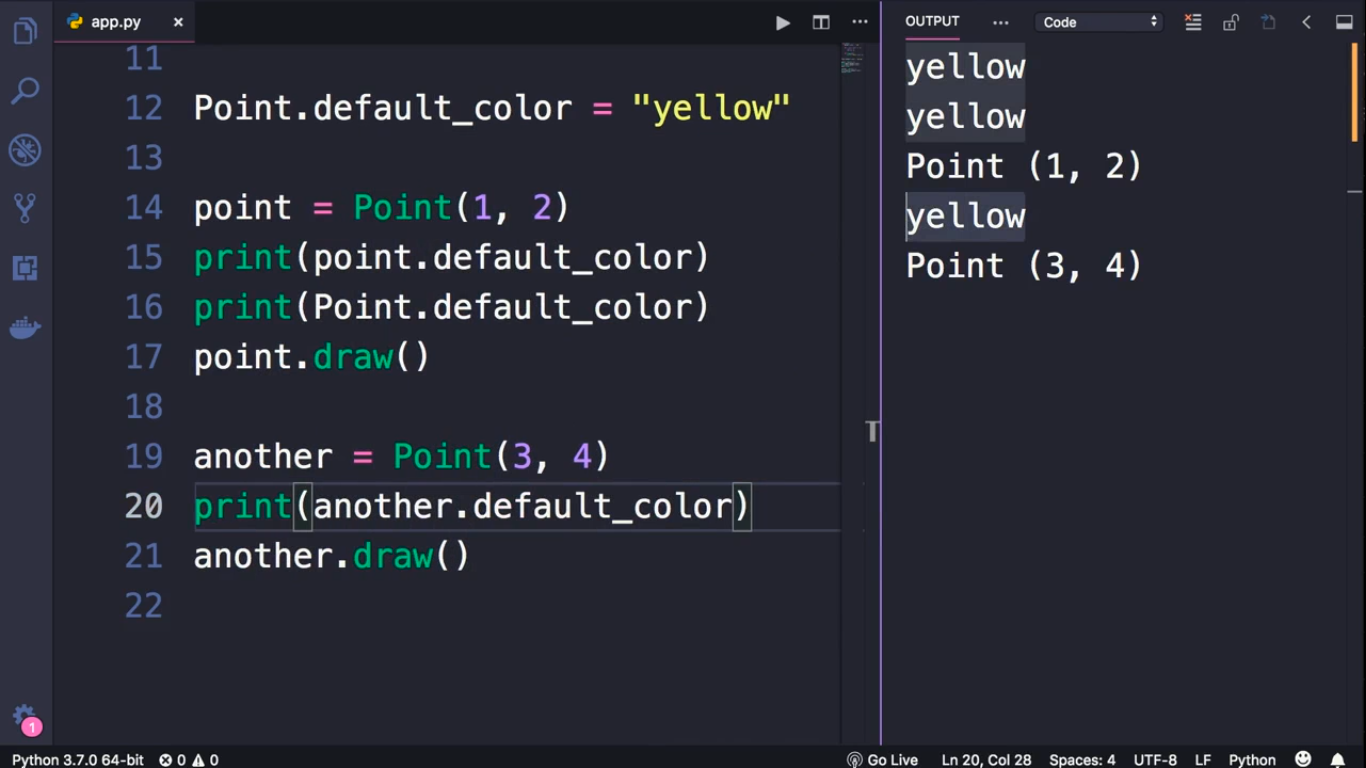 app.py
11
12 Point.default_color = "yellow"
13
14 point = Point(1, 2)
15 print(point.default_color)
16 print(Point.default_color)
17 point.draw()
18
19 another = Point(3, 4)
20 print(another.default_color)
21 another.draw()
22
OUTPUT ... Code
yellow
yellow
Point (1, 2)
yellow
Point (3, 4)
T
1
Python 3.7.0 64-bit 0 0 Go Live Ln 20, Col 28 Spaces: 4 UTF-8 LF Python